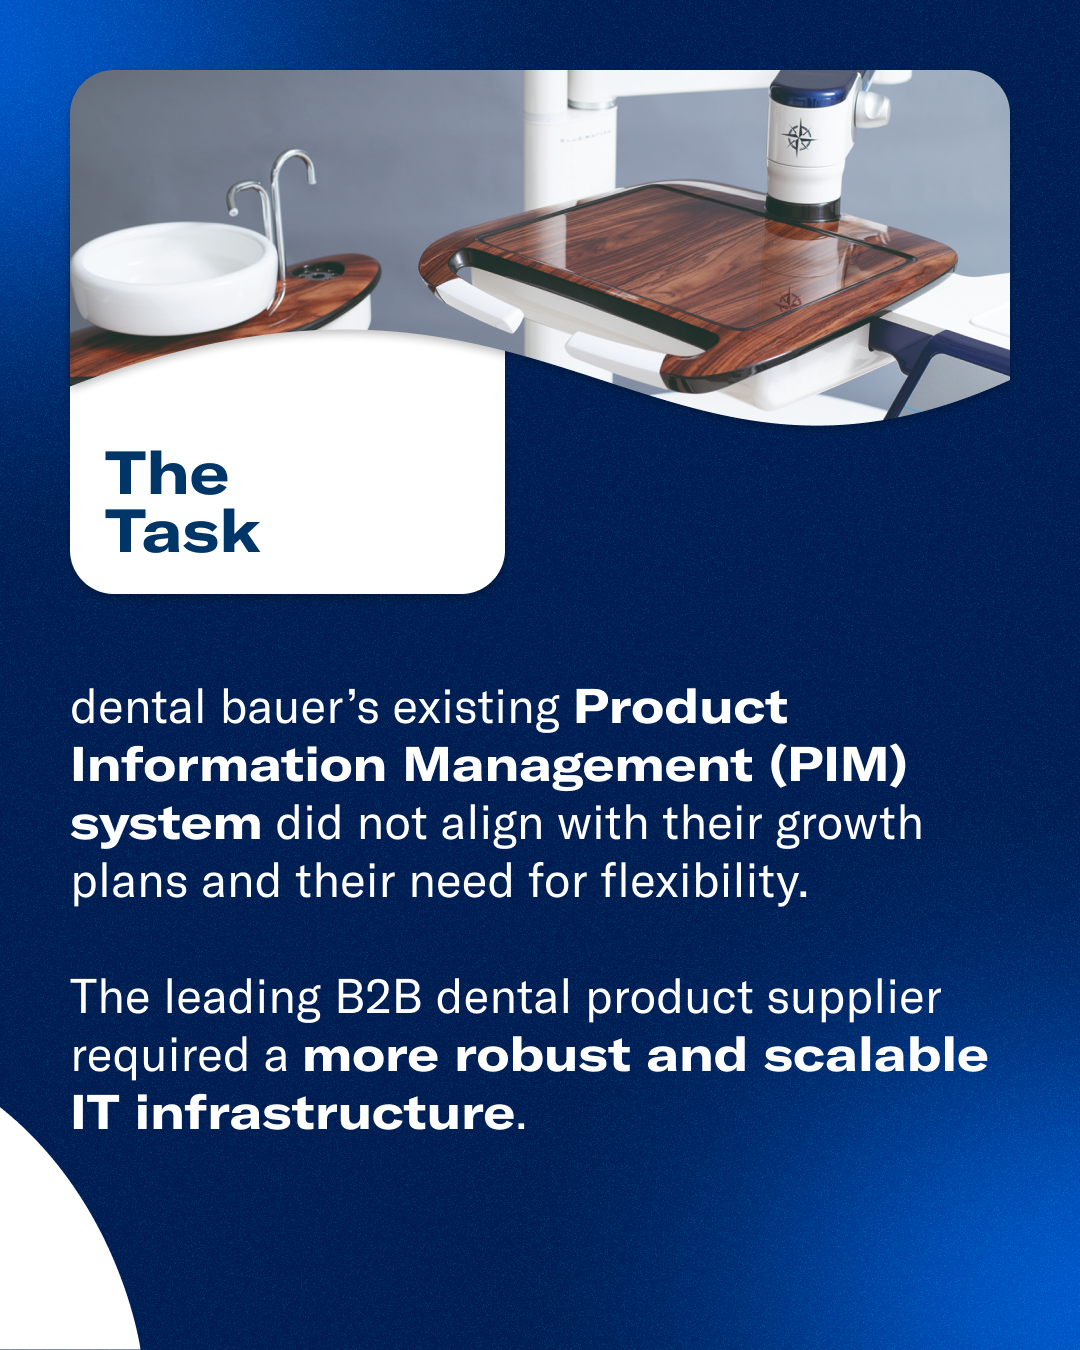 The
Task
dental bauer’s existing Product
Information Management (PIM)
system did not align with their growth
plans and their need for flexibility.
The leading B2B dental product supplier
required a more robust and scalable
IT infrastructure.